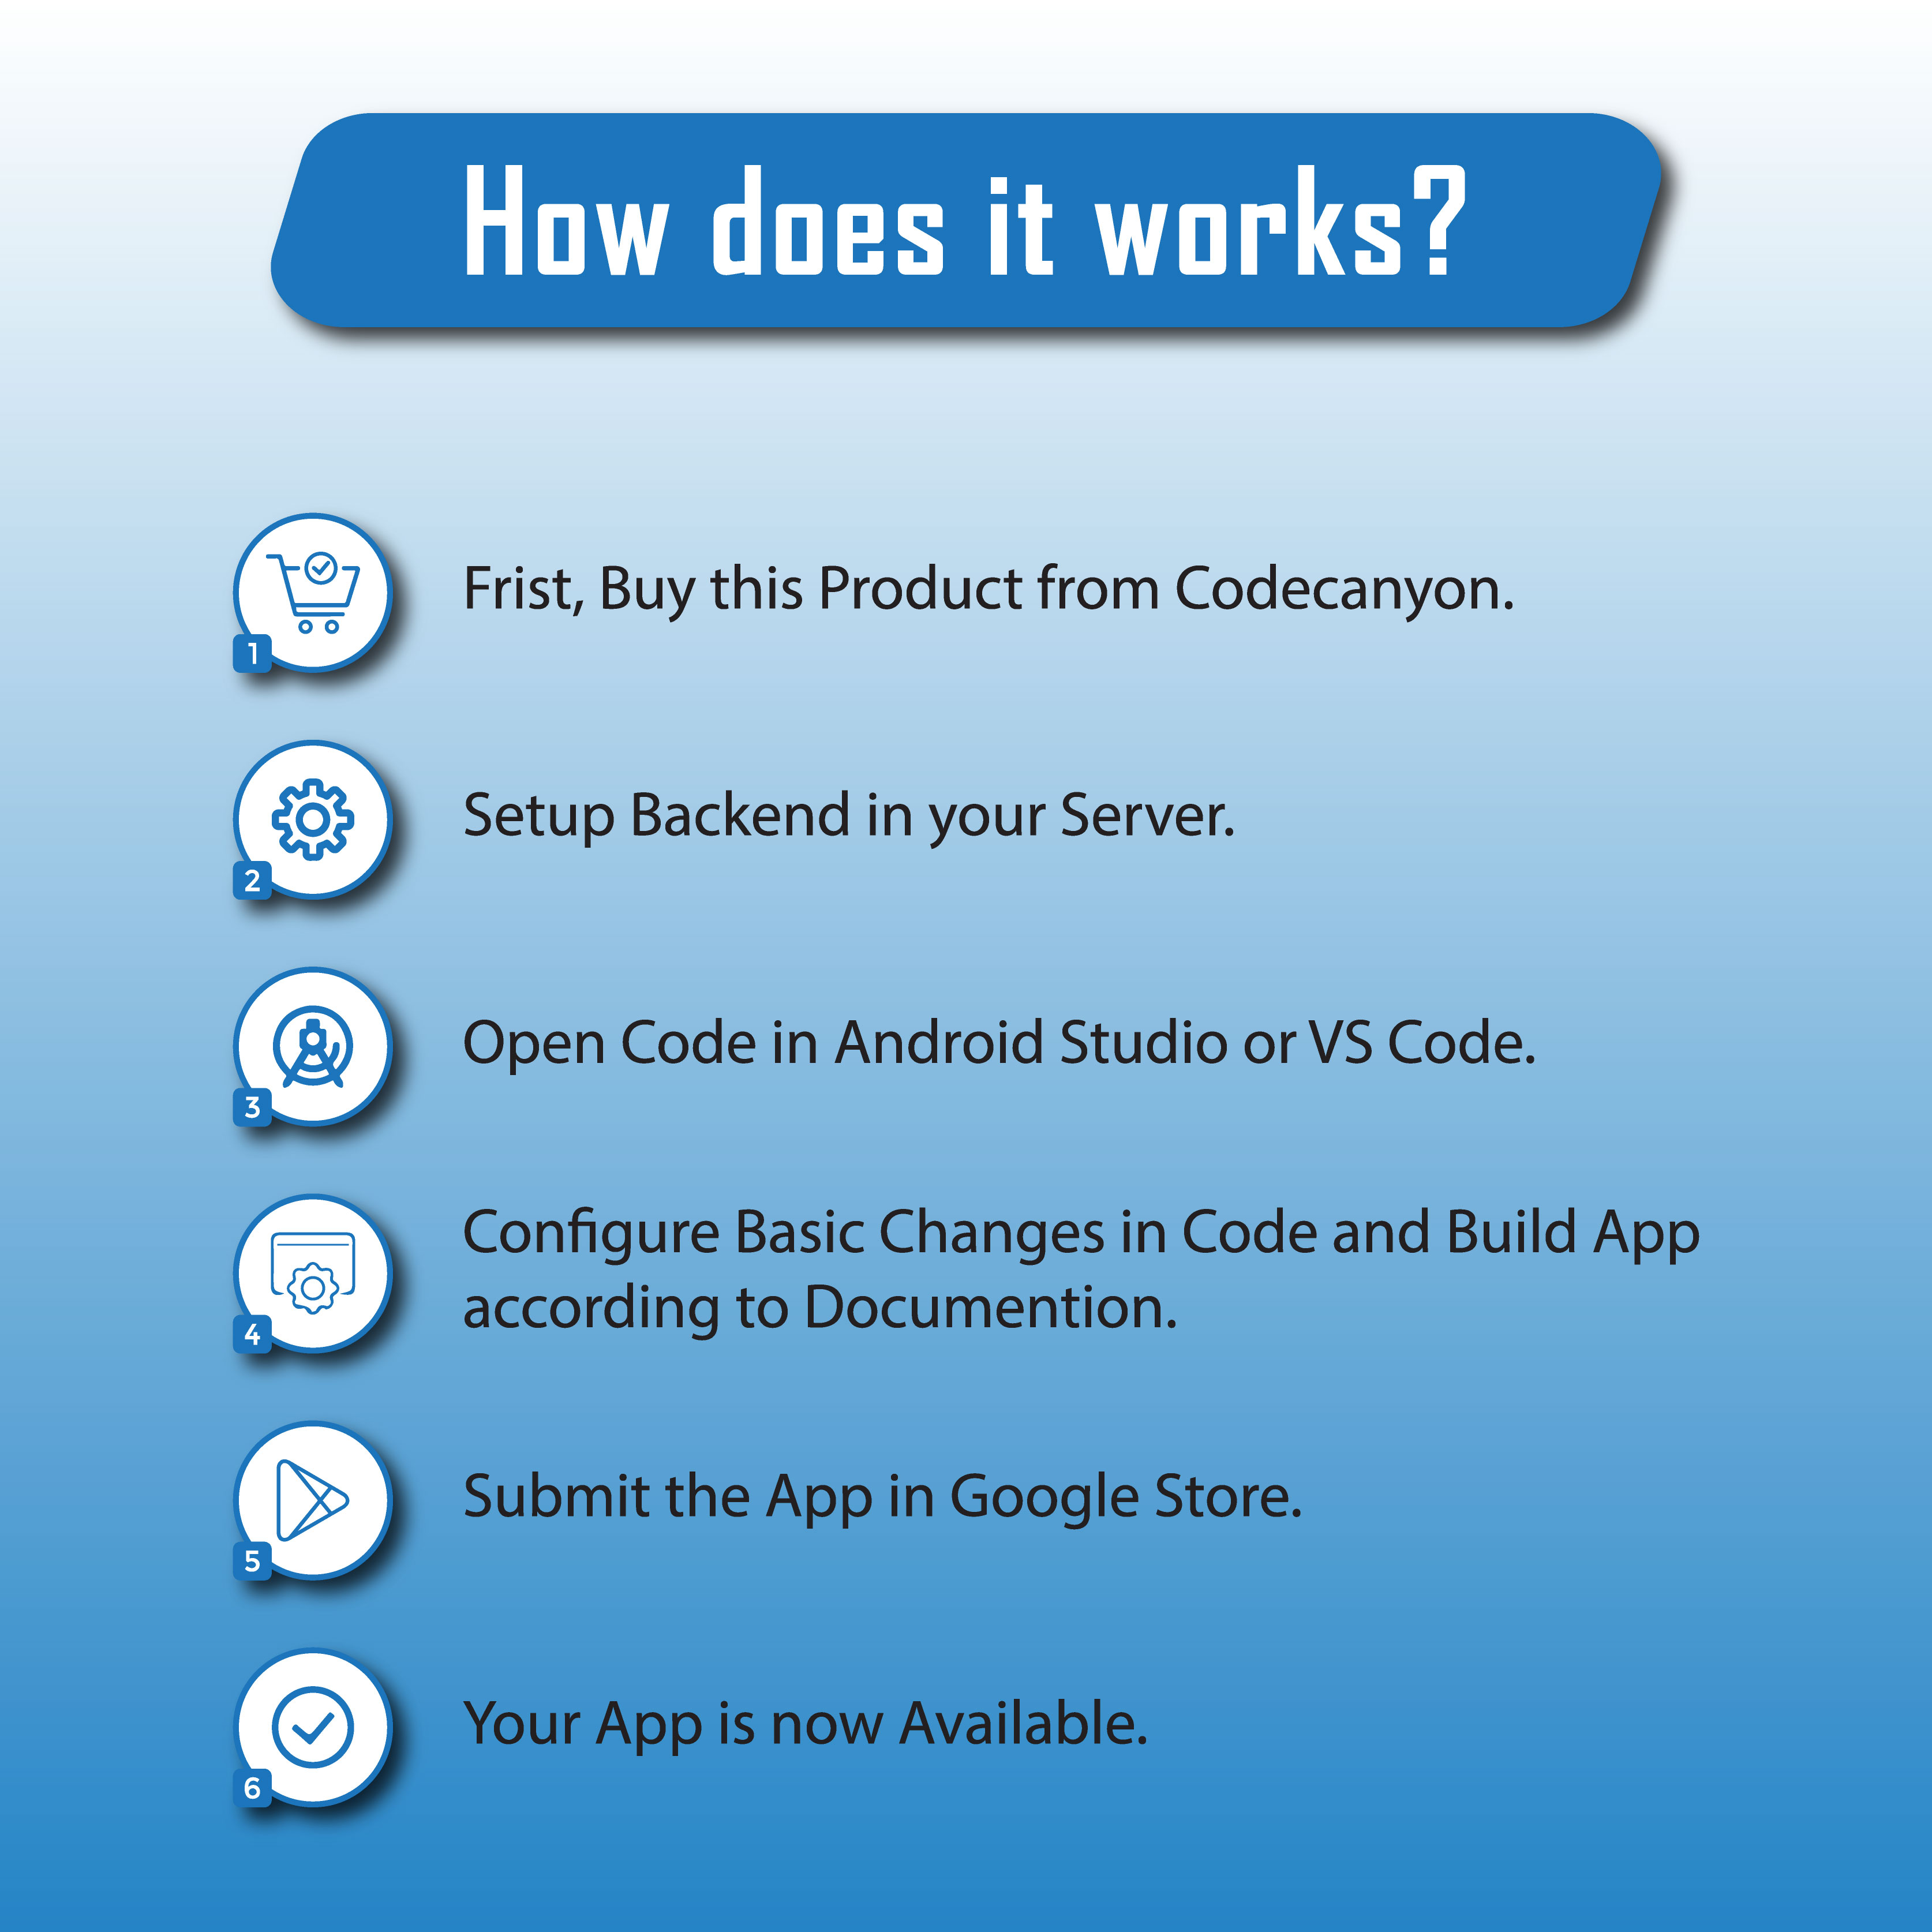 How does it works?
1
Frist, Buy this Product from Codecanyon.
2
Setup Backend in your Server.
3
Open Code in Android Studio or VS Code.
4
Configure Basic Changes in Code and Build App
according to Documention.
5
Submit the App in Google Store.
6
Your App is now Available.